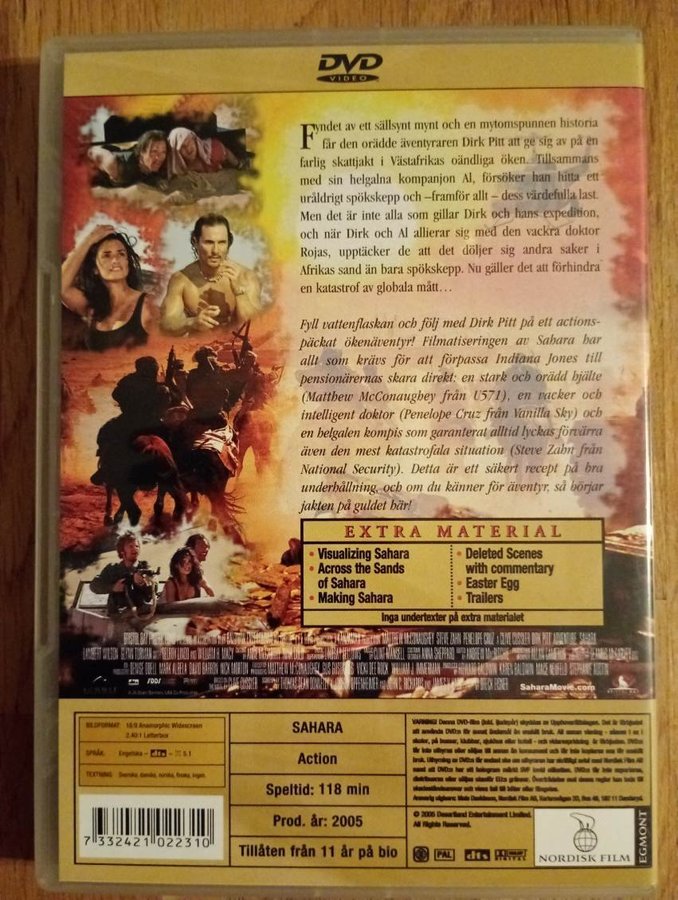 DVD
VIDEO
Fyndet av ett sällsynt mynt och en mytomspunnen historia
får den orädde äventyraren Dirk Pitt att ge sig av på en
farlig skattjakt i Västafrikas oändliga öken. Tillsammans
med sin helgalna kompanjon Al, försöker han hitta ett
uråldrigt spökskepp och –framför allt – dess värdefulla last.
Men det är inte alla som gillar Dirk och hans expedition,
och när Dirk och Al allierar sig med den vackra doktor
Rojas, upptäcker de att det döljer sig andra saker i
Afrikas sand än bara spökskepp. Nu gäller det att förhindra
en katastrof av globala mått…
Fyll vattenflaskan och följ med Dirk Pitt på ett actions-
päckat ökenäventyr! Filmatiseringen av Sahara har
allt som krävs för att förpassa Indiana Jones till
pensionärernas skara direkt: en stark och orädd hjälte
(Matthew McConaughey från U571), en vacker och
intelligent doktor (Penelope Cruz från Vanilla Sky) och
en helgalen kompis som garanterat alltid lyckas förvärra
även den mest katastrofala situation (Steve Zahn från
National Security). Detta är ett säkert recept på bra
underhållning, och om du känner för äventyr, så börjar
jakten på guldet här!
EXTRA MATERIAL
• Visualizing Sahara
• Across the Sands
of Sahara
• Making Sahara
• Deleted Scenes
with commentary
• Easter Egg
• Trailers
Inga undertexter på extra materialet
SaharaMovie.com
BILDFORMAT: 16:9 Anamorphic Widescreen
2.40:1 Letterbox
SPRÅK: Engelska – dts – 5.1
TEXTNING: Svenska, danska, norska, finska, ingen.
7 332421 022310
SAHARA
Action
Speltid: 118 min
Prod. år: 2005
Tillåten från 11 år på bio
© 2005 Desertland Entertainment Limited.
All Rights Reserved.
PAL
dts
DIGITAL
NORDISK FILM
EGMONT